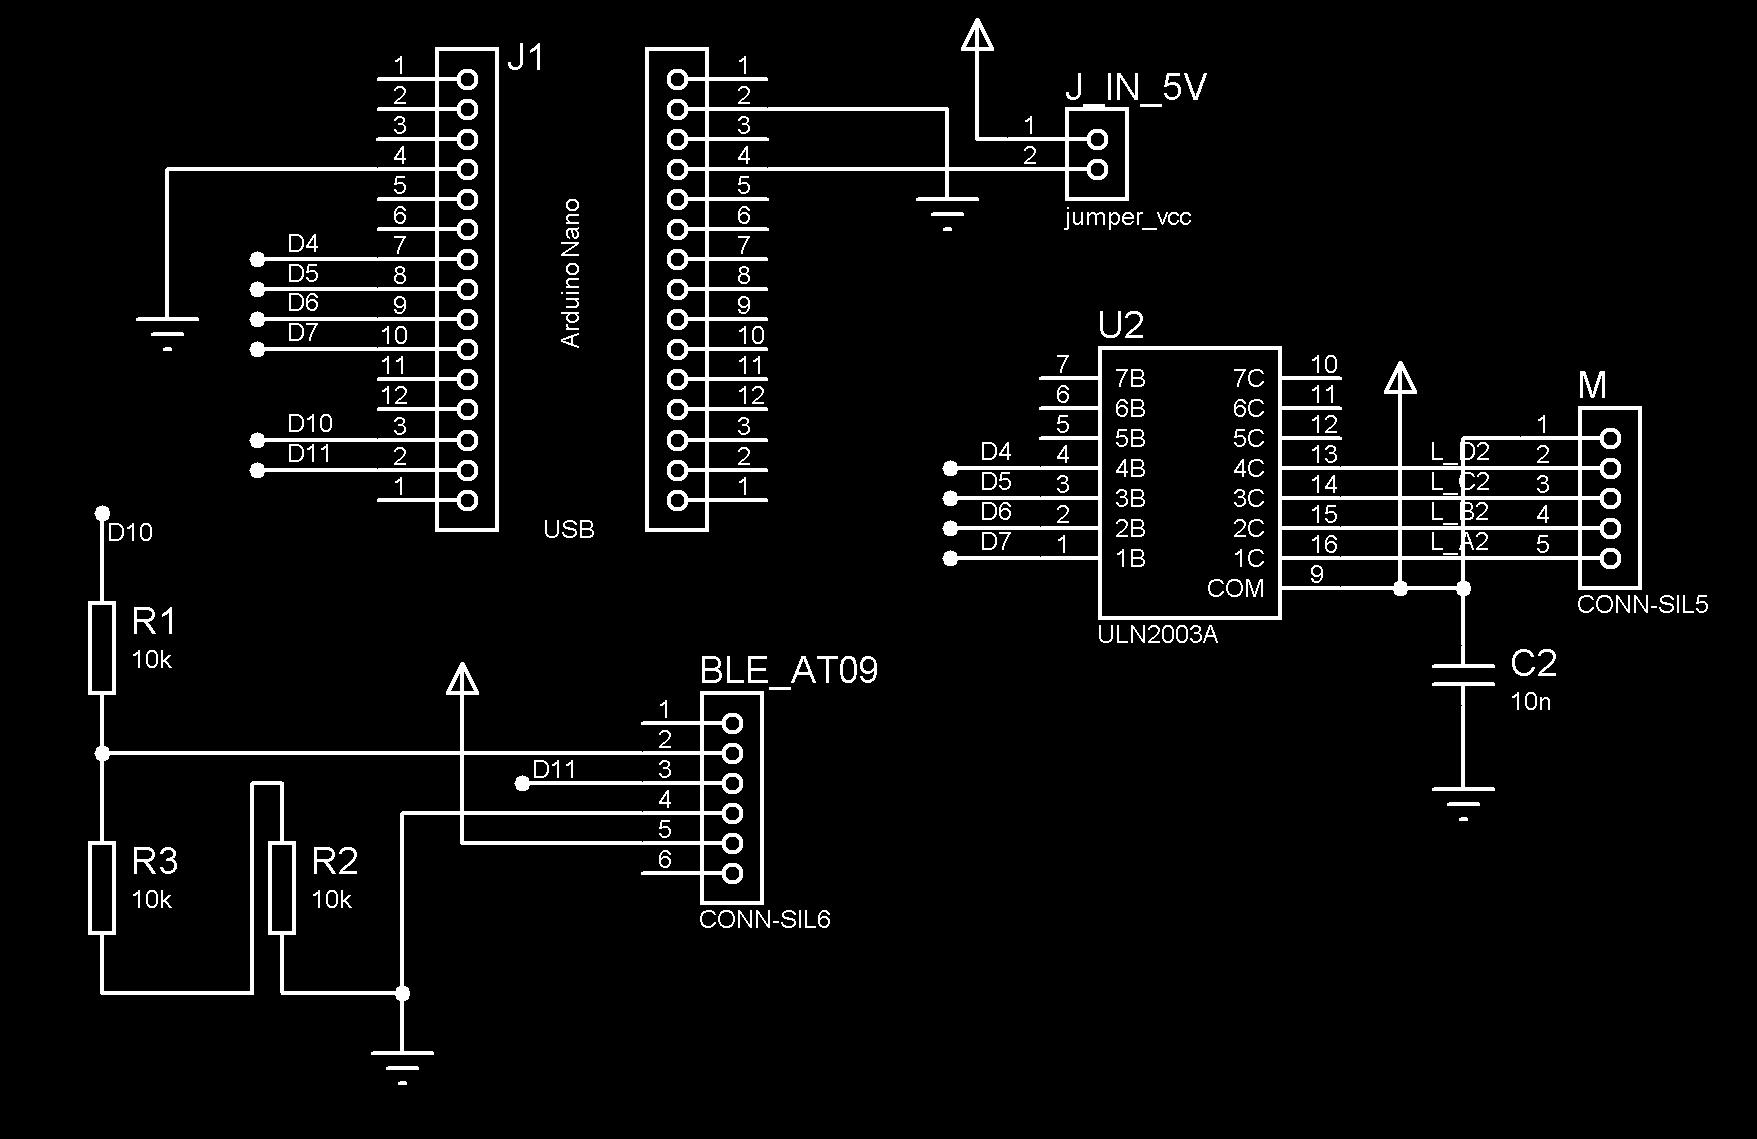 J1
1
2
3
4
5
6
D4 7
D5 8
D6 9
D7 10
11
12
D10 3
D11 2
1
Arduino Nano
USB
1
2
3
4
5
6
7
8
9
10
11
12
3
2
1
J_IN_5V
1
2
jumper_vcc
U2
7 7B 7C 10
6 6B 6C 11
5 5B 5C 12
D4 4 4B 4C 13 L_D2
D5 3 3B 3C 14 L_C2
D6 2 2B 2C 15 L_B2
D7 1 1B 1C 16 L_A2
COM 9
ULN2003A
M
1
2
3
4
5
CONN-SIL5
C2
10n
D10
R1
10k
R3
10k
R2
10k
BLE_AT09
1
2
D11 3
4
5
6
CONN-SIL6